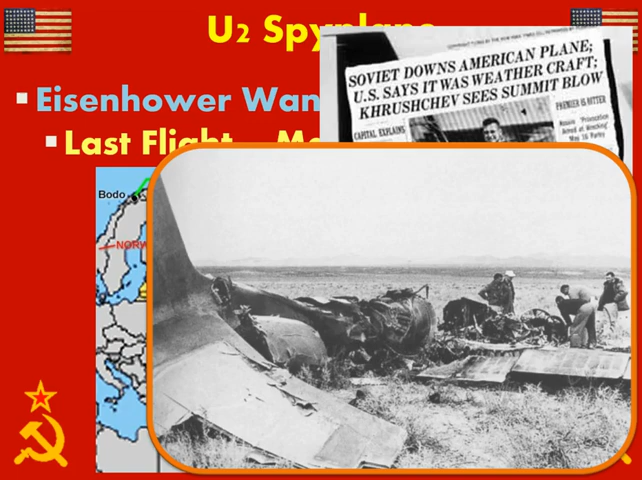 U2 Spyplane
SOVIET DOWNS AMERICAN PLANE;
U.S. SAYS IT WAS WEATHER CRAFT;
KHRUSHCHEV SEES SUMMIT BLOW
▪ Eisenhower Wan
CAPITAL EXPLAINS
PREMIER IS BITTER
▪ Last Flight
Bodo
NORW